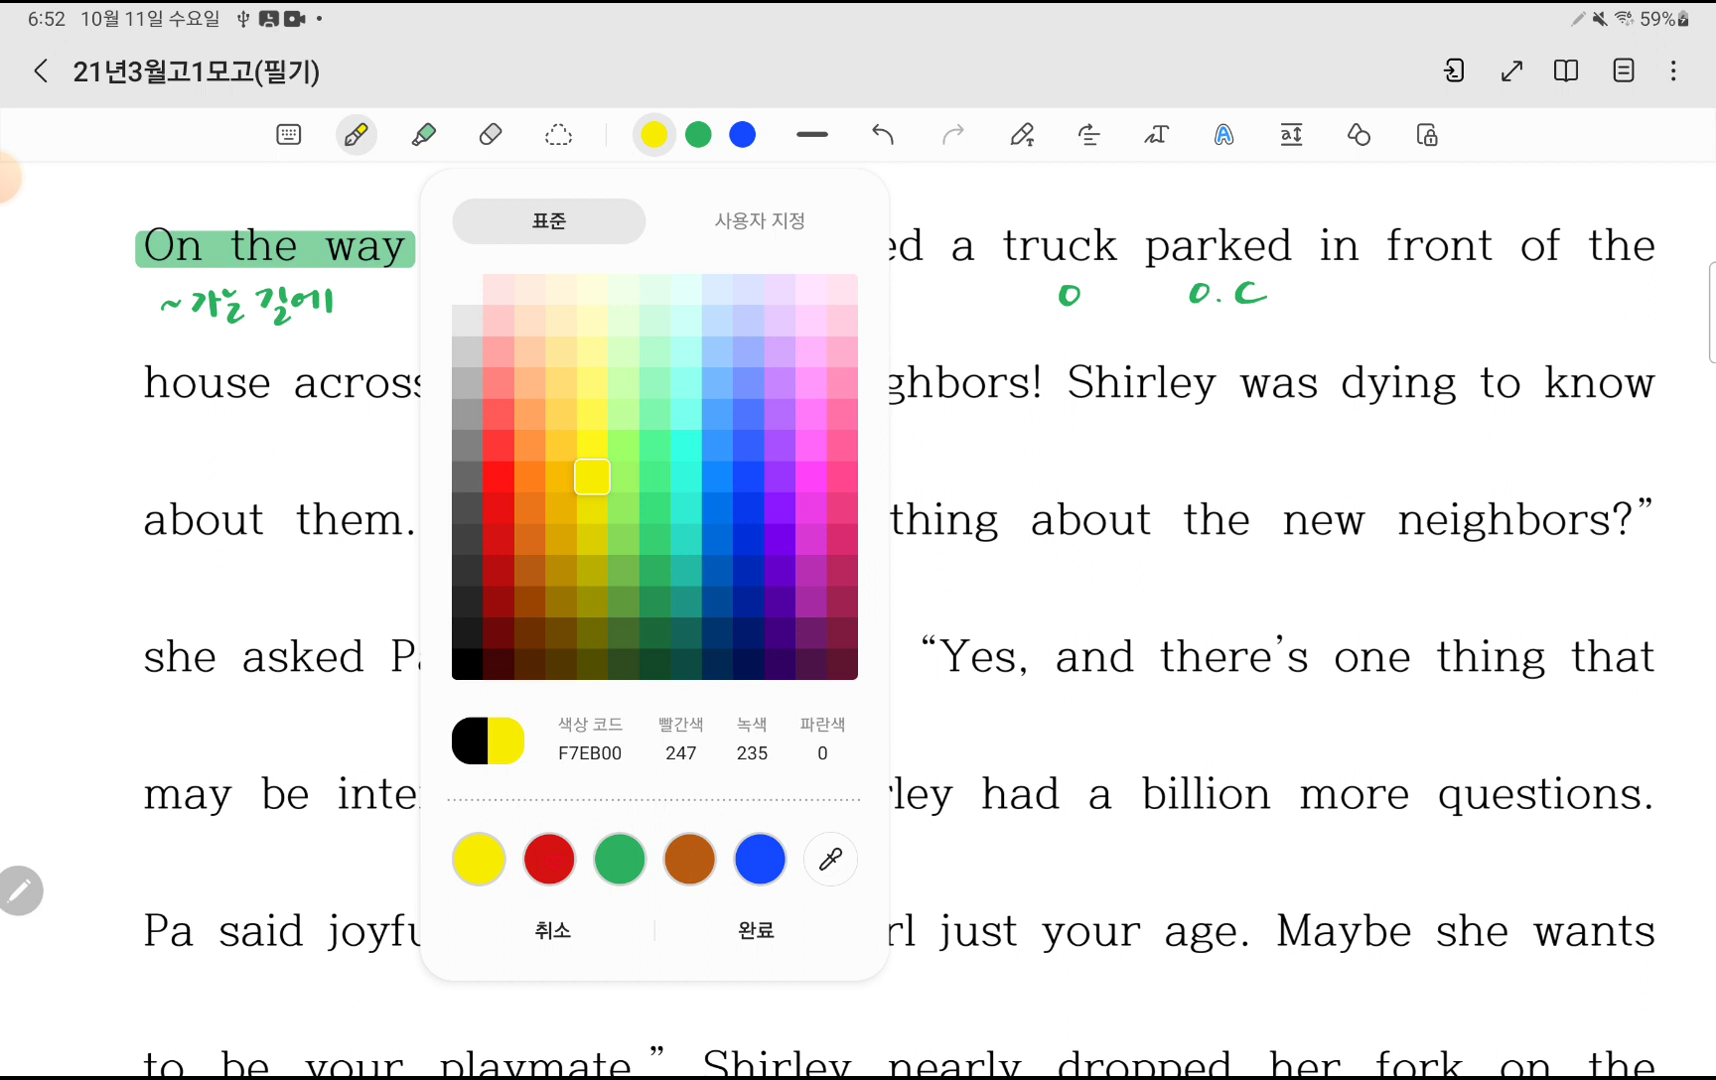 6:52 10월 11일 수요일 59%
21년3월고1모고(필기)
표준 사용자 지정
On the way ed a truck parked in front of the
~가는 길에 O O.C
house across ghbors! Shirley was dying to know
about them. thing about the new neighbors?”
she asked Pa “Yes, and there’s one thing that
색상 코드 빨간색 녹색 파란색
F7EB00 247 235 0
may be inte rley had a billion more questions.
Pa said joyfu rl just your age. Maybe she wants
취소 완료
to be your playmate.” Shirley nearly dropped her fork on the